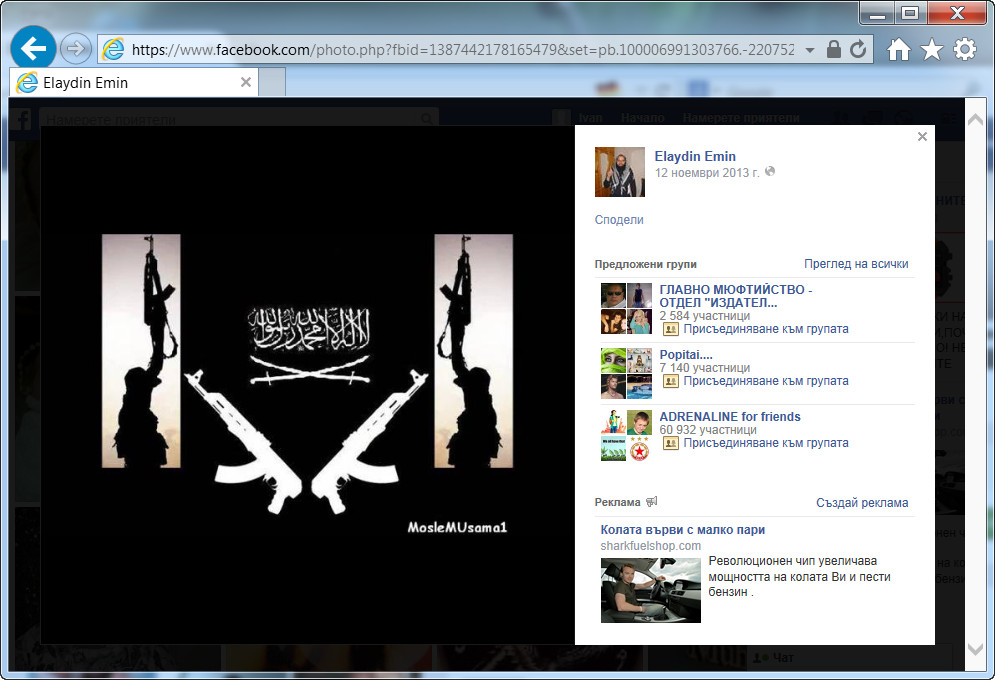 https://www.facebook.com/photo.php?fbid=1387442178165479&set=pb.100006991303766.-220752
Elaydin Emin
Намерете приятели
Ivan Начало Намерете приятели
Elaydin Emin
12 ноември 2013 г.
Сподели
Предложени групи Преглед на всички
ГЛАВНО МЮФТИЙСТВО -
ОТДЕЛ "ИЗДАТЕЛ...
2 584 участници
Присъединяване към групата
Popitai....
7 140 участници
Присъединяване към групата
ADRENALINE for friends
60 932 участници
Присъединяване към групата
لا إله إلا الله محمد رسول الله
MosleMUsama1
Реклама Създай реклама
Колата върви с малко пари
sharkfuelshop.com
Революционен чип увеличава
мощността на колата Ви и пести
бензин .
Чат